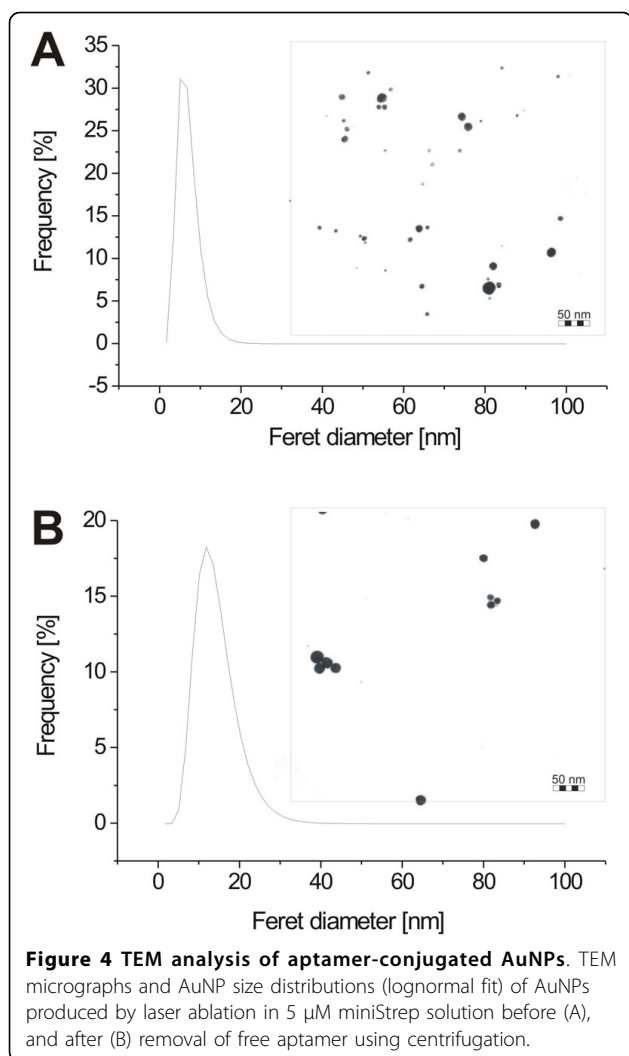 A
35
30
25
20
15
10
5
0
-5
Frequency [%]
50 nm
0 20 40 60 80 100
Feret diameter [nm]
B
20
15
10
5
0
Frequency [%]
50 nm
0 20 40 60 80 100
Feret diameter [nm]
Figure 4 TEM analysis of aptamer-conjugated AuNPs. TEM
micrographs and AuNP size distributions (lognormal fit) of AuNPs
produced by laser ablation in 5 μM miniStrep solution before (A),
and after (B) removal of free aptamer using centrifugation.